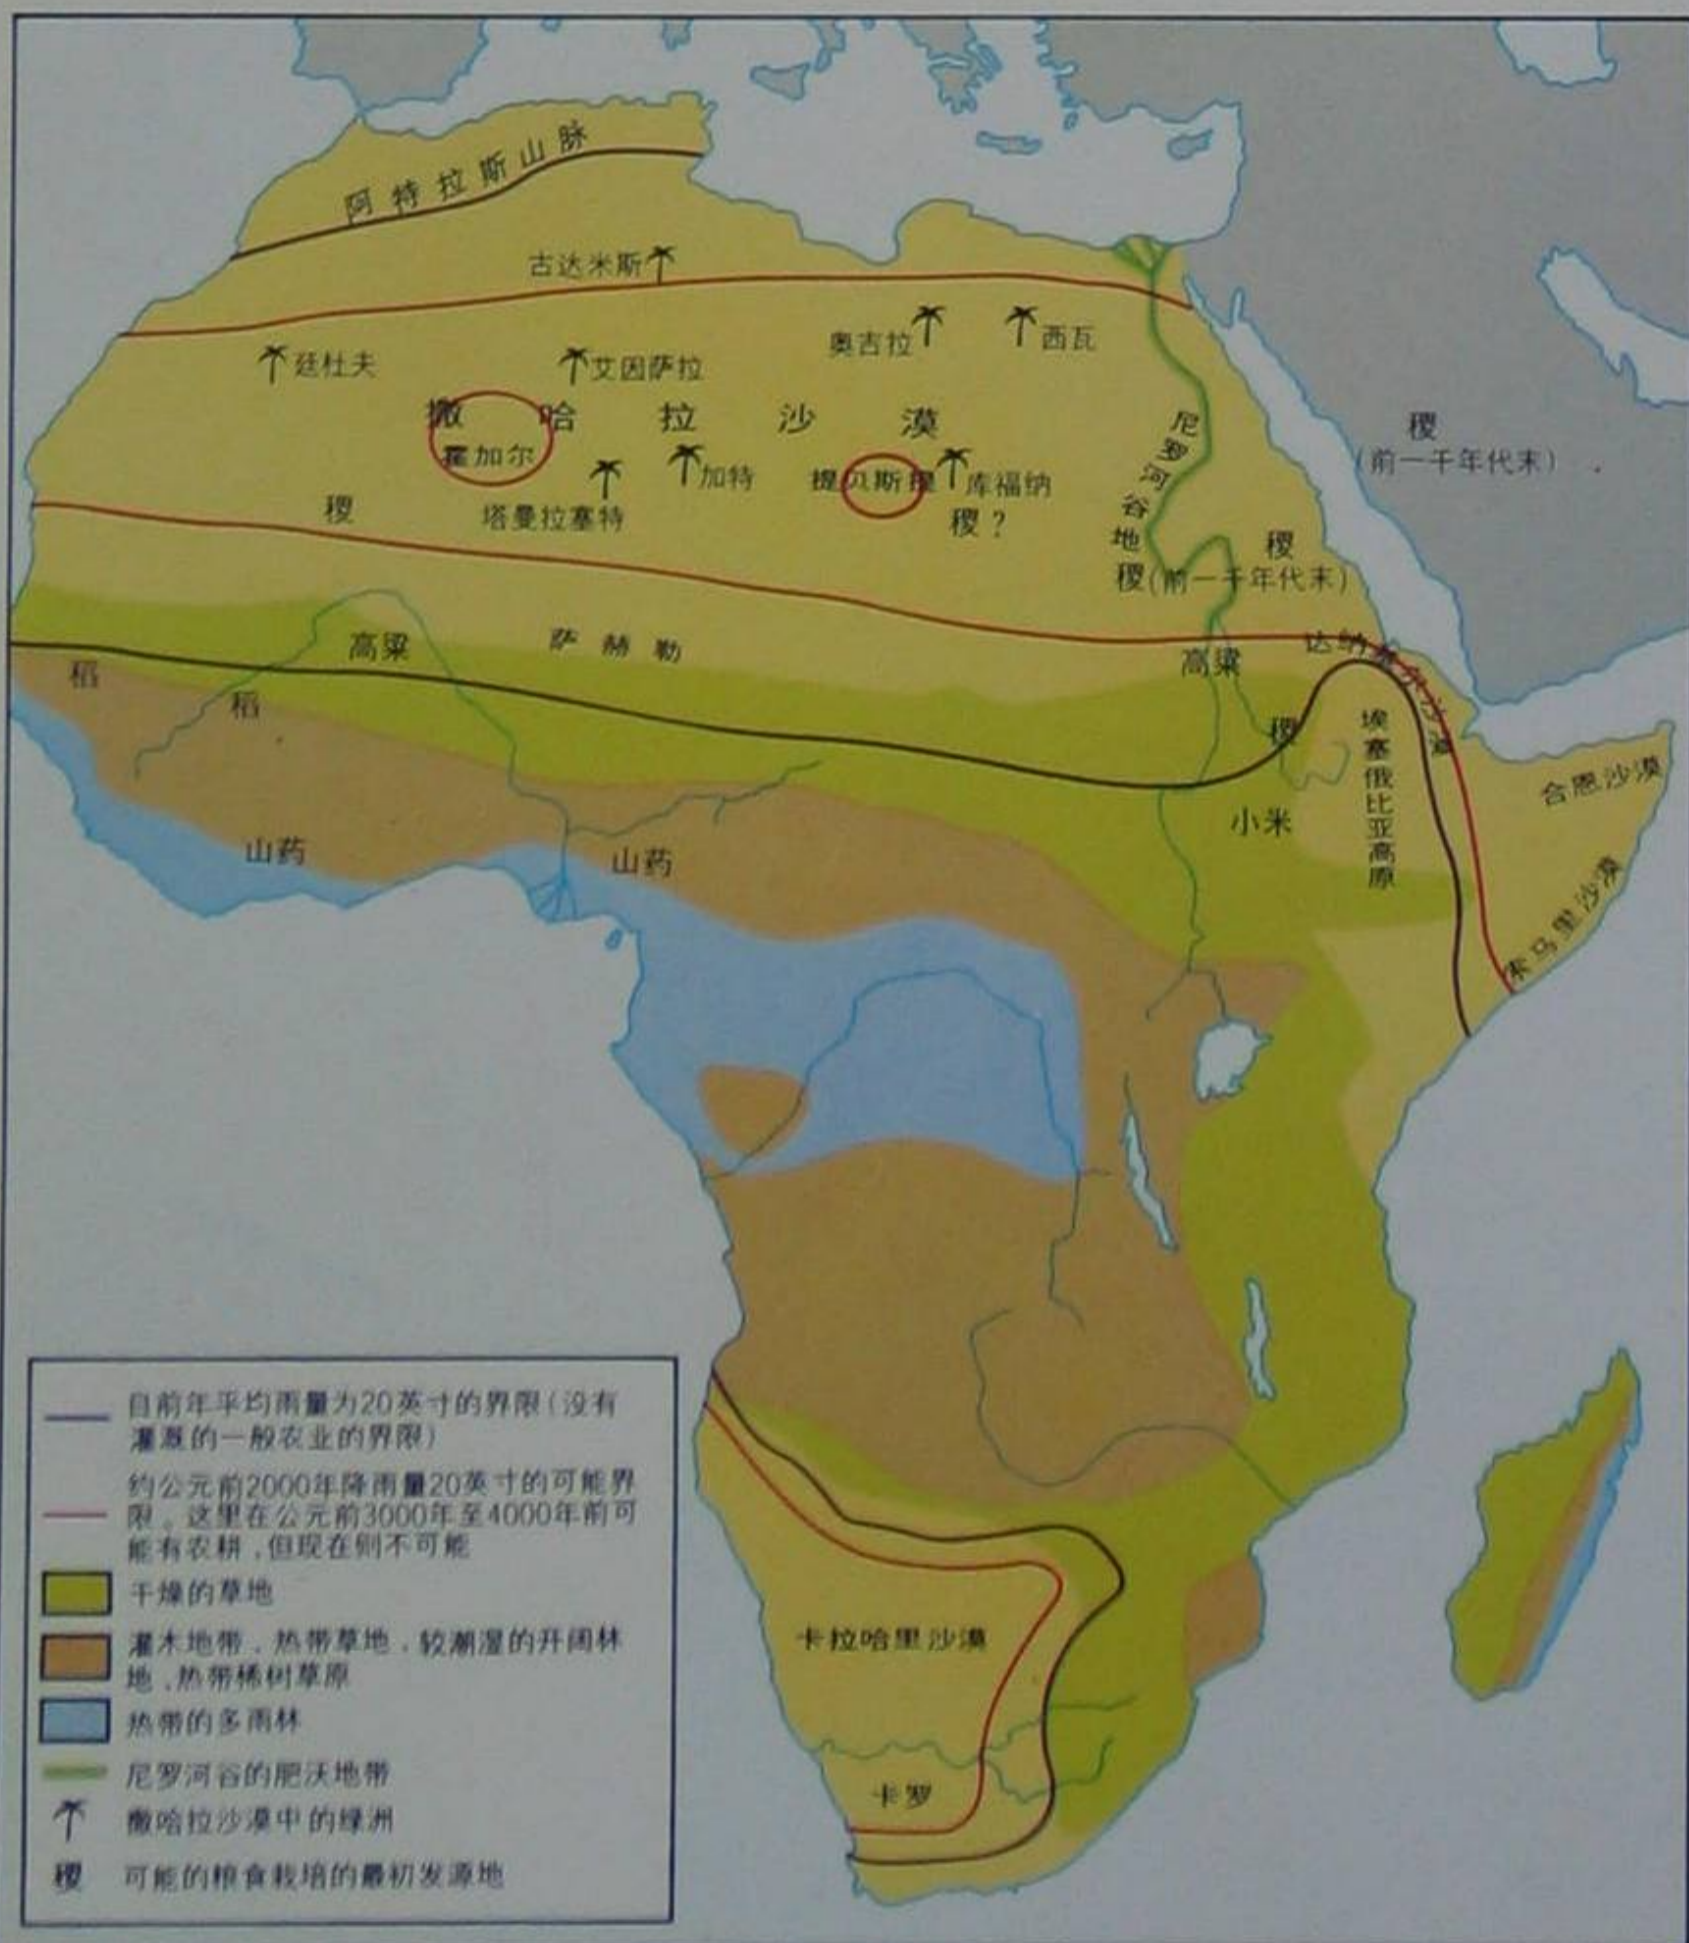 阿特拉斯山脉
古达米斯
奥吉拉
西瓦
廷杜夫
艾因萨拉
撒哈拉沙漠
霍加尔
加特
提贝斯提
库福纳
稷?
塔曼拉塞特
稷
尼罗河谷地
稷
(前一千年代末)
稷
稷(前一千年代末)
高粱
萨赫勒
高粱
达纳基尔沙漠
稻
稻
稷
埃塞俄比亚高原
合恩沙漠
小米
索马里沙漠
山药
山药
卡拉哈里沙漠
卡罗
目前年平均雨量为20英寸的界限(没有
灌溉的一般农业的界限)
约公元前2000年降雨量20英寸的可能界
限。这里在公元前3000年至4000年前可
能有农耕,但现在则不可能
干燥的草地
灌木地带、热带草地、较潮湿的开阔林
地、热带稀树草原
热带的多雨林
尼罗河谷的肥沃地带
撒哈拉沙漠中的绿洲
稷 可能的粮食栽培的最初发源地